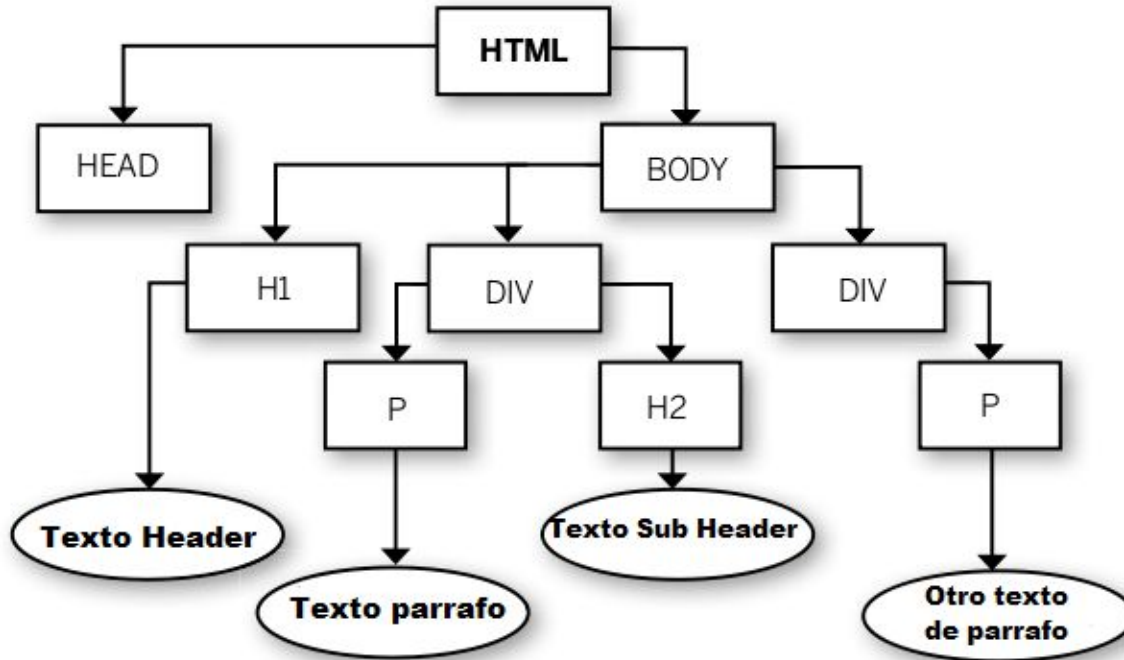 HTML
HEAD
BODY
H1
DIV
DIV
P
H2
P
Texto Header
Texto Sub Header
Texto parrafo
Otro texto
de parrafo